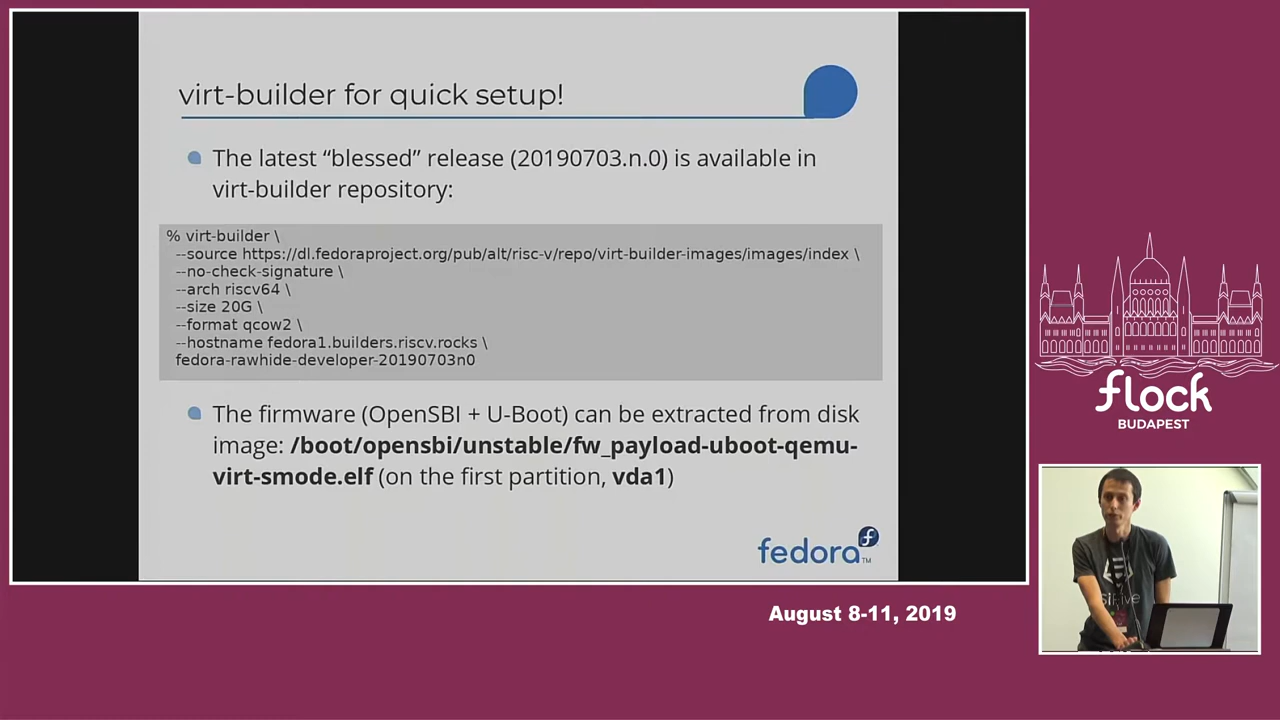 virt-builder for quick setup!
The latest “blessed” release (20190703.n.0) is available in
virt-builder repository:
% virt-builder \
--source https://dl.fedoraproject.org/pub/alt/risc-v/repo/virt-builder-images/images/index \
--no-check-signature \
--arch riscv64 \
--size 20G \
--format qcow2 \
--hostname fedora1.builders.riscv.rocks \
fedora-rawhide-developer-20190703n0
The firmware (OpenSBI + U-Boot) can be extracted from disk
image: /boot/opensbi/unstable/fw_payload-uboot-qemu-
virt-smode.elf (on the first partition, vda1)
fedora™
flock
BUDAPEST
SiFive
August 8-11, 2019